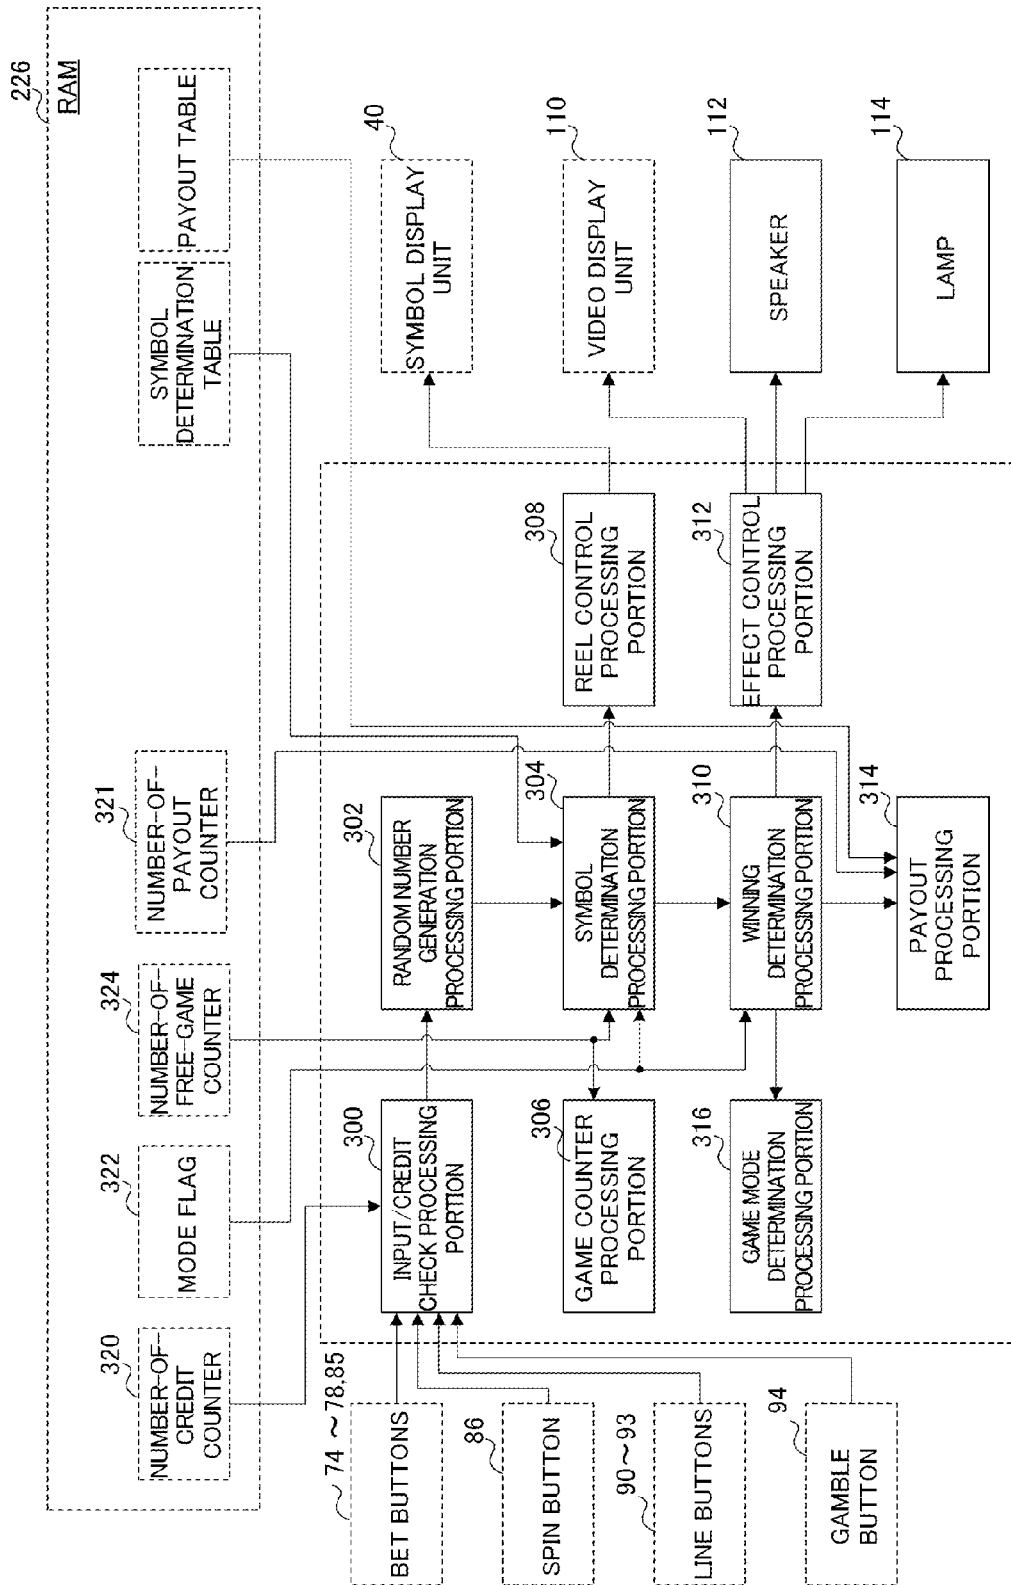 226
RAM
320
NUMBER-OF-
CREDIT
COUNTER
322
MODE FLAG
324
NUMBER-OF-
FREE-GAME
COUNTER
321
NUMBER-OF-
PAYOUT
COUNTER
SYMBOL
DETERMINATION
TABLE
PAYOUT TABLE
74～78,85
BET BUTTONS
86
SPIN BUTTON
90～93
LINE BUTTONS
94
GAMBLE
BUTTON
300
INPUT/CREDIT
CHECK PROCESSING
PORTION
306
GAME COUNTER
PROCESSING
PORTION
316
GAME MODE
DETERMINATION
PROCESSING PORTION
302
RANDOM NUMBER
GENERATION
PROCESSING PORTION
304
SYMBOL
DETERMINATION
PROCESSING PORTION
310
WINNING
DETERMINATION
PROCESSING PORTION
314
PAYOUT
PROCESSING
PORTION
308
REEL CONTROL
PROCESSING
PORTION
312
EFFECT CONTROL
PROCESSING
PORTION
40
SYMBOL DISPLAY
UNIT
110
VIDEO DISPLAY
UNIT
112
SPEAKER
114
LAMP